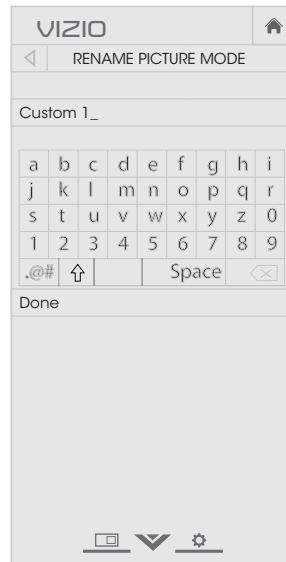 VIZIO
RENAME PICTURE MODE
Custom 1_
a b c d e f g h i
j k l m n o p q r
s t u v w x y z 0
1 2 3 4 5 6 7 8 9
.@# Space
Done